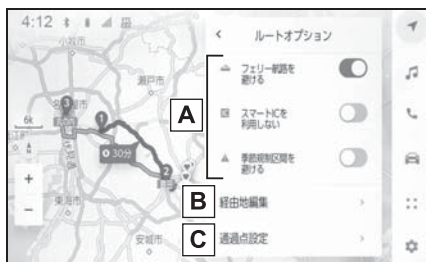 4:12
ルートオプション
フェリー航路を
避ける
A
スマートICを
利用しない
季節規制区間を
避ける
B
経由地編集
C
通過点設定
小牧市
瀬戸市
3
1
6k
30分
2
東海市
安城市
+
-